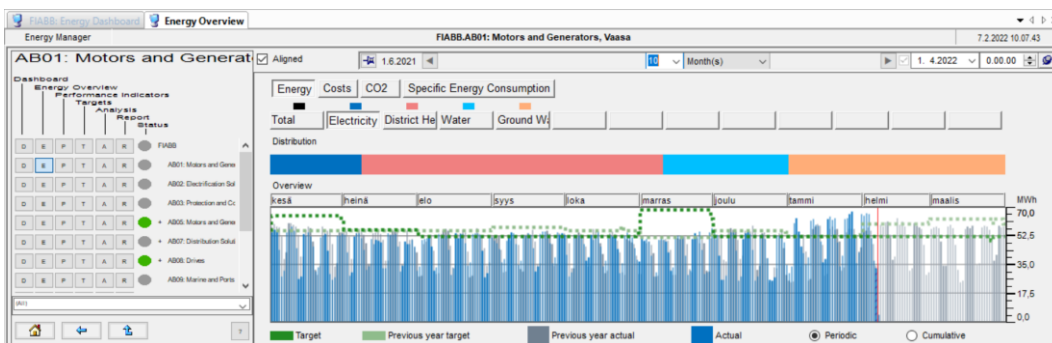 FIABB: Energy Dashboard Energy Overview
Energy Manager FIABB.AB01: Motors and Generators, Vaasa 7.2.2022 10.07.43
AB01: Motors and Generat
Aligned 1.6.2021 10 Month(s) 1. 4.2022 0.00.00
Dashboard
Energy Overview
Performance Indicators
Targets
Analysis
Report
Status
Energy Costs CO2 Specific Energy Consumption
Total Electricity District He Water Ground Wa
Distribution
D E P T A R FIABB
D E P T A R AB01: Motors and Gene
D E P T A R AB02: Electrification Sol
D E P T A R AB03: Protection and Co
D E P T A R + AB05: Motors and Gene
D E P T A R + AB07: Distribution Soluti
D E P T A R + AB08: Drives
D E P T A R AB09: Marine and Ports
(All)
Overview
kesä heinä elo syys loka marras joulu tammi helmi maalis MWh
70,0
52,5
35,0
17,5
0,0
Target Previous year target Previous year actual Actual Periodic Cumulative